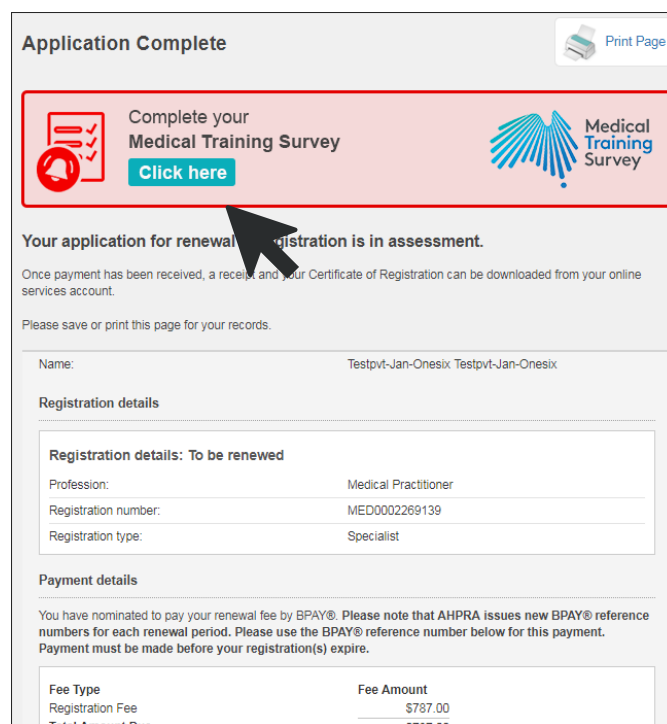 Application Complete
Print Page
Complete your
Medical Training Survey
Click here
Medical
Training
Survey
Your application for renewal gistration is in assessment.
Once payment has been received, a receipt and your Certificate of Registration can be downloaded from your online
services account.
Please save or print this page for your records.
Name: Testpvt-Jan-Onesix Testpvt-Jan-Onesix
Registration details
Registration details: To be renewed
Profession: Medical Practitioner
Registration number: MED0002269139
Registration type: Specialist
Payment details
You have nominated to pay your renewal fee by BPAY®. Please note that AHPRA issues new BPAY® reference
numbers for each renewal period. Please use the BPAY® reference number below for this payment.
Payment must be made before your registration(s) expire.
Fee Type Fee Amount
Registration Fee $787.00